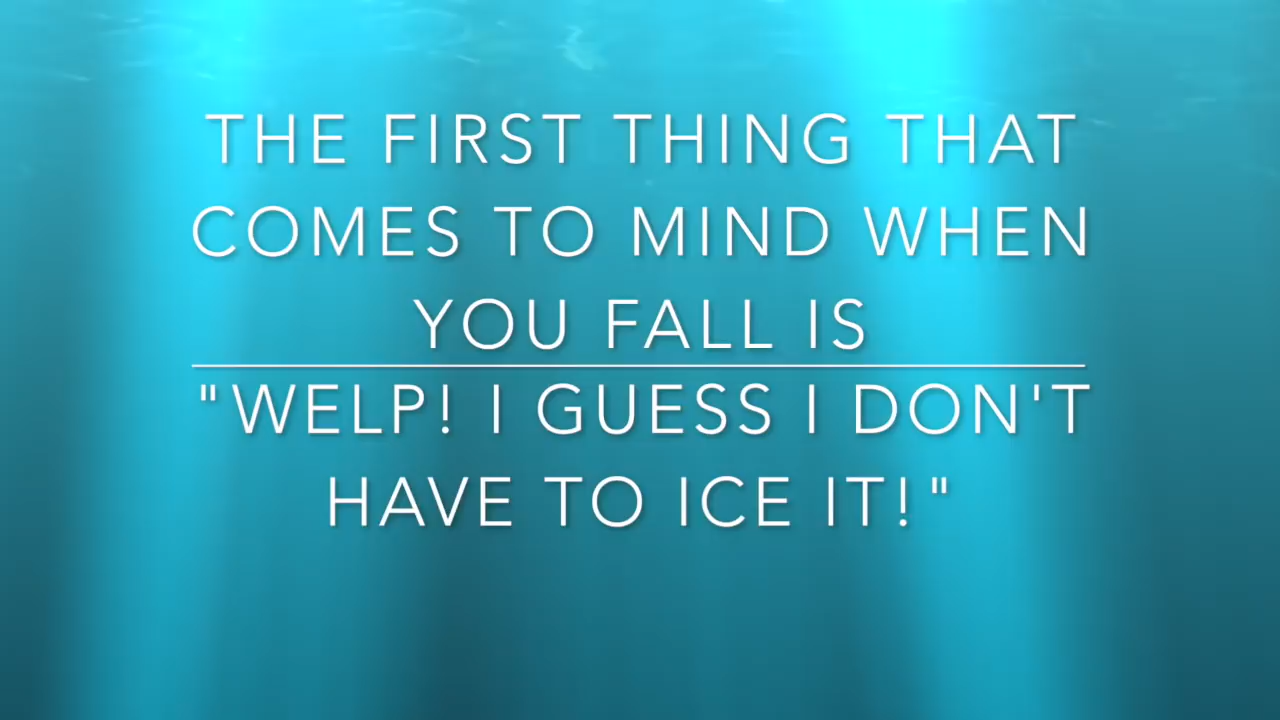 THE FIRST THING THAT
COMES TO MIND WHEN
YOU FALL IS
"WELP! I GUESS I DON'T
HAVE TO ICE IT!"